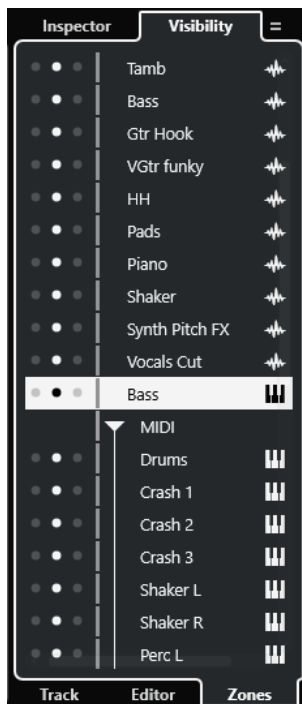 Inspector Visibility
Tamb
Bass
Gtr Hook
VGtr funky
HH
Pads
Piano
Shaker
Synth Pitch FX
Vocals Cut
Bass
MIDI
Drums
Crash 1
Crash 2
Crash 3
Shaker L
Shaker R
Perc L
Track Editor Zones